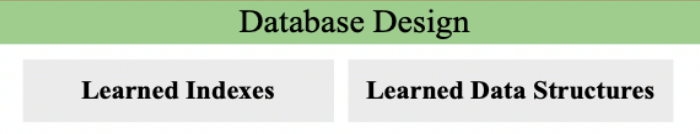 Database Design
Learned Indexes
Learned Data Structures